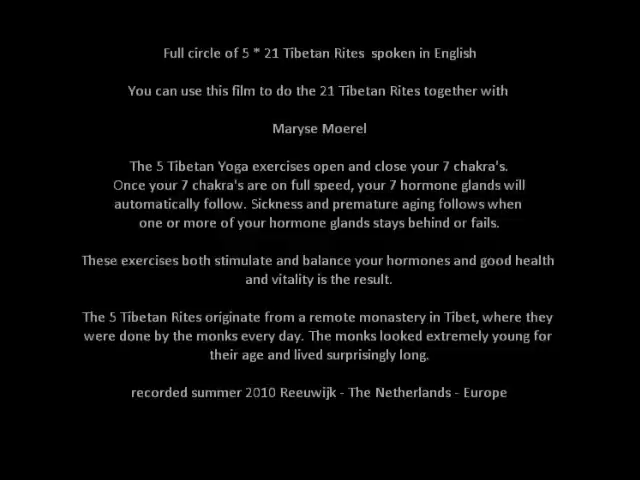 Full circle of 5 * 21 Tibetan Rites  spoken in English
You can use this film to do the 21 Tibetan Rites together with
Maryse Moerel
The 5 Tibetan Yoga exercises open and close your 7 chakra's.
Once your 7 chakra's are on full speed, your 7 hormone glands will
automatically follow. Sickness and premature aging follows when
one or more of your hormone glands stays behind or fails.
These exercises both stimulate and balance your hormones and good health
and vitality is the result.
The 5 Tibetan Rites originate from a remote monastery in Tibet, where they
were done by the monks every day. The monks looked extremely young for
their age and lived surprisingly long.
recorded summer 2010 Reeuwijk - The Netherlands - Europe